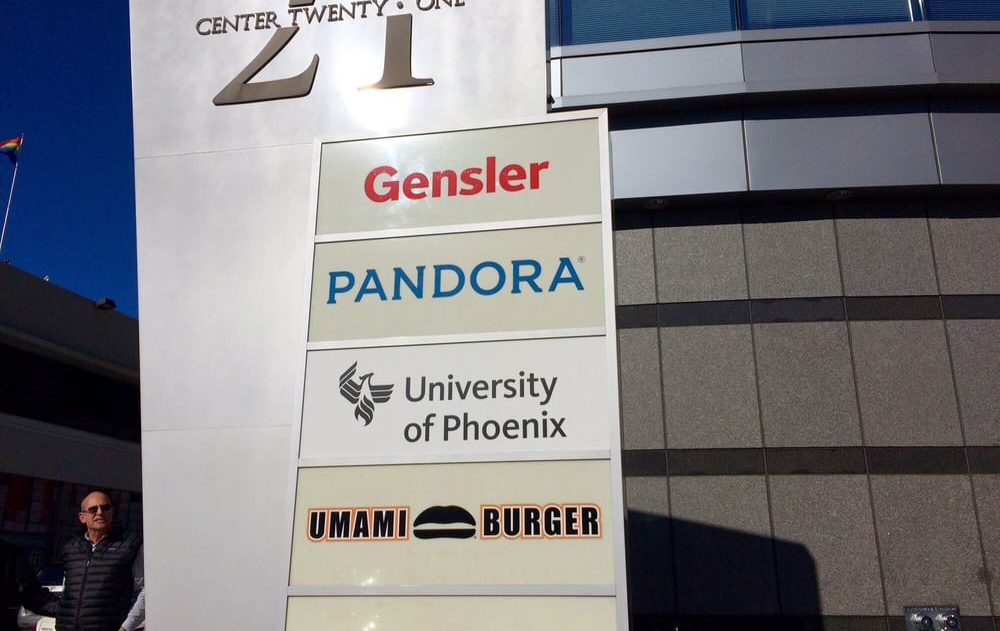 CENTER TWENTY · ONE
21
Gensler
PANDORA®
University
of Phoenix
UMAMI BURGER